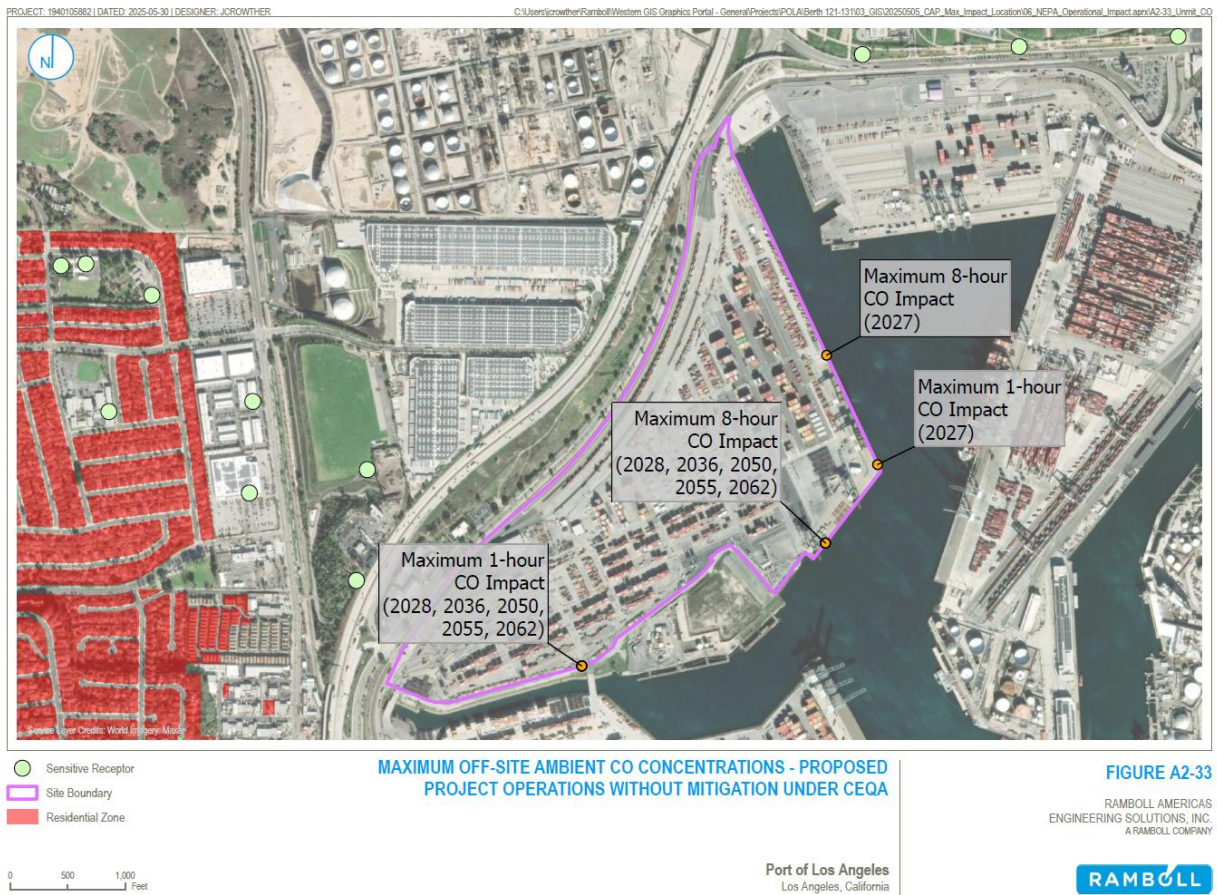 PROJECT: 1940105882 | DATED: 2025-05-30 | DESIGNER: JCROWTHER
C:\Users\jcrowther\Ramboll\Western GIS Graphics Portal - General\Projects\POLA\Berth 121-131\03_GIS\20250505_CAP_Max_Impact_Location\06_NEPA_Operational_Impact.aprx\A2-33_Unmit_CO
N
Maximum 8-hour
CO Impact
(2027)
Maximum 1-hour
CO Impact
(2027)
Maximum 8-hour
CO Impact
(2028, 2036, 2050,
2055, 2062)
Maximum 1-hour
CO Impact
(2028, 2036, 2050,
2055, 2062)
Service Layer Credits: World Imagery: Maxar
Sensitive Receptor
Site Boundary
Residential Zone
0 500 1,000
Feet
MAXIMUM OFF-SITE AMBIENT CO CONCENTRATIONS - PROPOSED
PROJECT OPERATIONS WITHOUT MITIGATION UNDER CEQA
Port of Los Angeles
Los Angeles, California
FIGURE A2-33
RAMBOLL AMERICAS
ENGINEERING SOLUTIONS, INC.
A RAMBOLL COMPANY
RAMBOLL